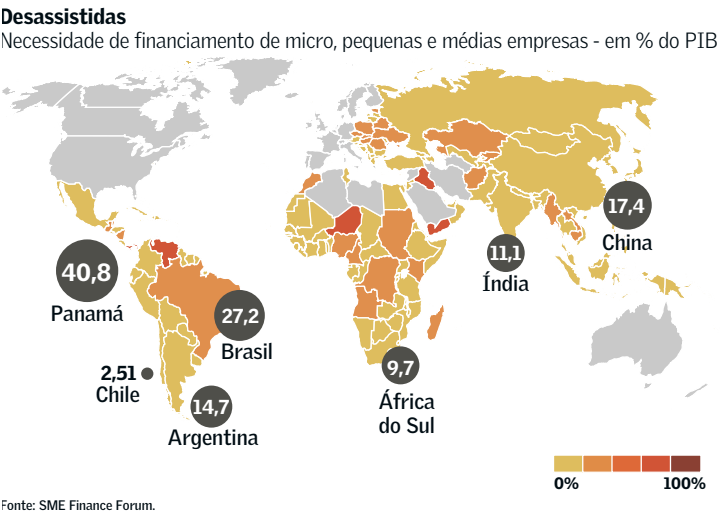 Desassistidas
Necessidade de financiamento de micro, pequenas e médias empresas - em % do PIB
17,4
China
11,1
Índia
40,8
Panamá
27,2
Brasil
2,51
Chile
9,7
África
do Sul
14,7
Argentina
0% 100%
Fonte: SME Finance Forum.